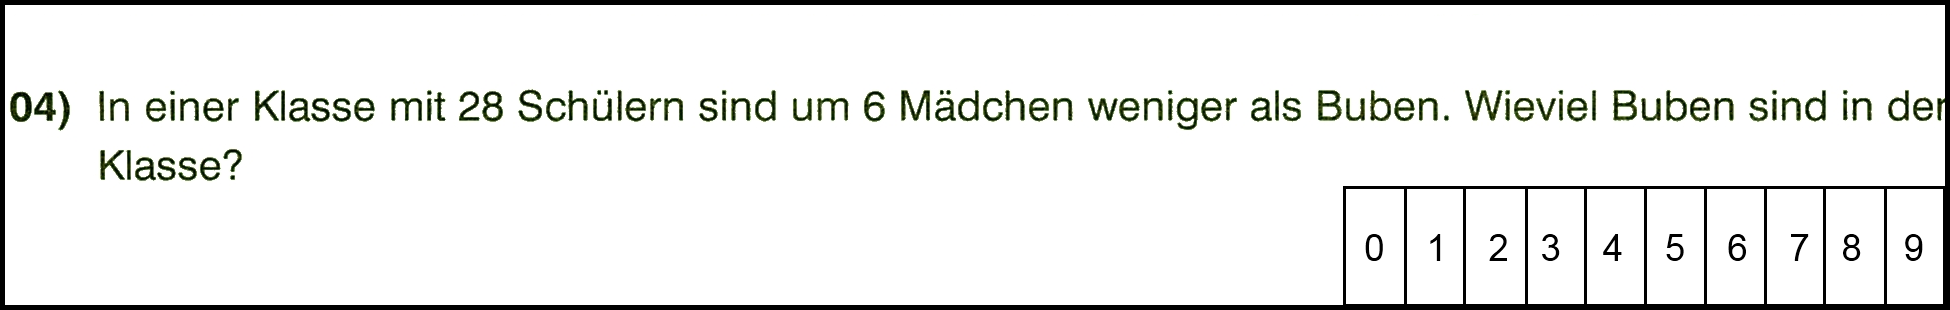 04) In einer Klasse mit 28 Schülern sind um 6 Mädchen weniger als Buben. Wieviel Buben sind in der
Klasse?
0 1 2 3 4 5 6 7 8 9